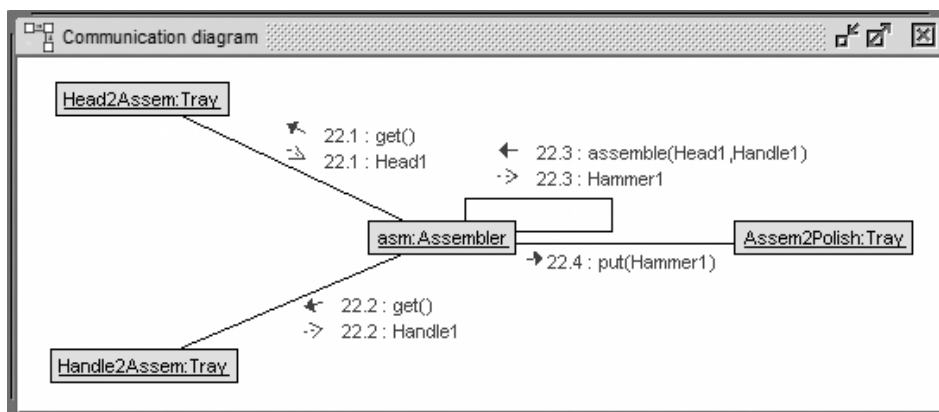 Communication diagram
Head2Assem:Tray
22.1 : get()
22.1 : Head1
22.3 : assemble(Head1,Handle1)
22.3 : Hammer1
asm:Assembler
Assem2Polish:Tray
22.4 : put(Hammer1)
22.2 : get()
22.2 : Handle1
Handle2Assem:Tray